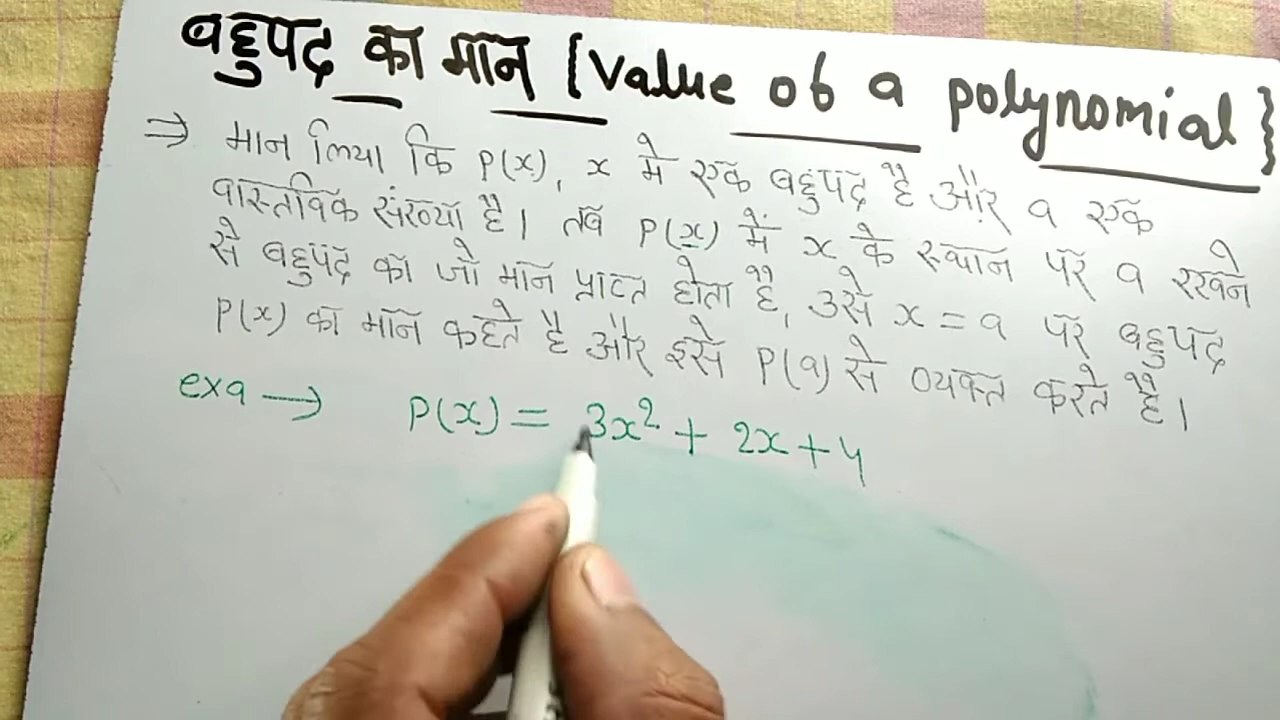 बहुपद का मान {Value of a polynomial}
⇒ मान लिया कि P(x), x मे एक बहुपद है और a एक
वास्तविक संख्या है। तब P(x) में x के स्थान पर a रखने
से बहुपद का जो मान प्राप्त होता है, उसे x = a पर बहुपद
P(x) का मान कहते है और इसे P(a) से व्यक्त करते है।
exa → P(x) = 3x² + 2x + 4